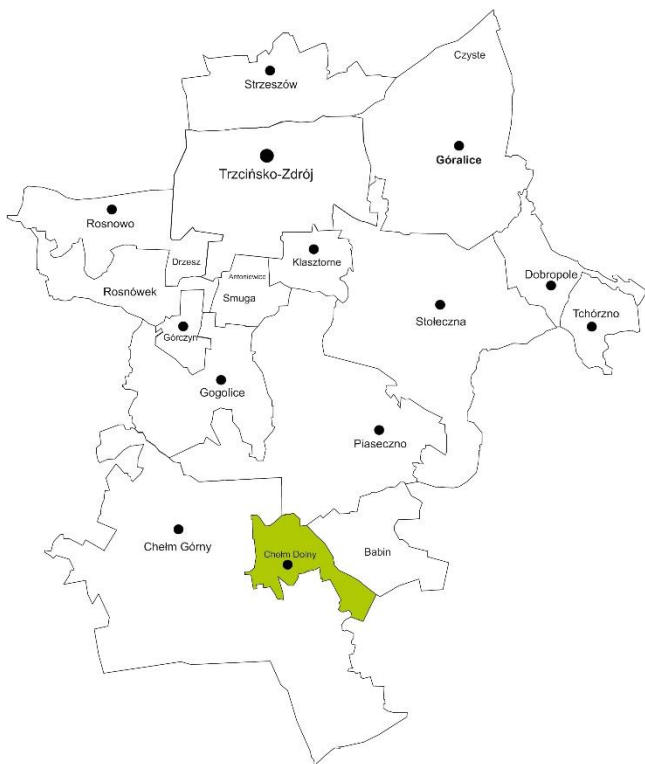 Czyste
Strzeszów
Góralice
Trzcińsko-Zdrój
Rosnowo
Drzesz
Klasztorne
Antoniewice
Dobropole
Rosnówek
Smuga
Stołeczna
Tchórzno
Górczyn
Gogolice
Piaseczno
Chełm Górny
Chełm Dolny
Babin